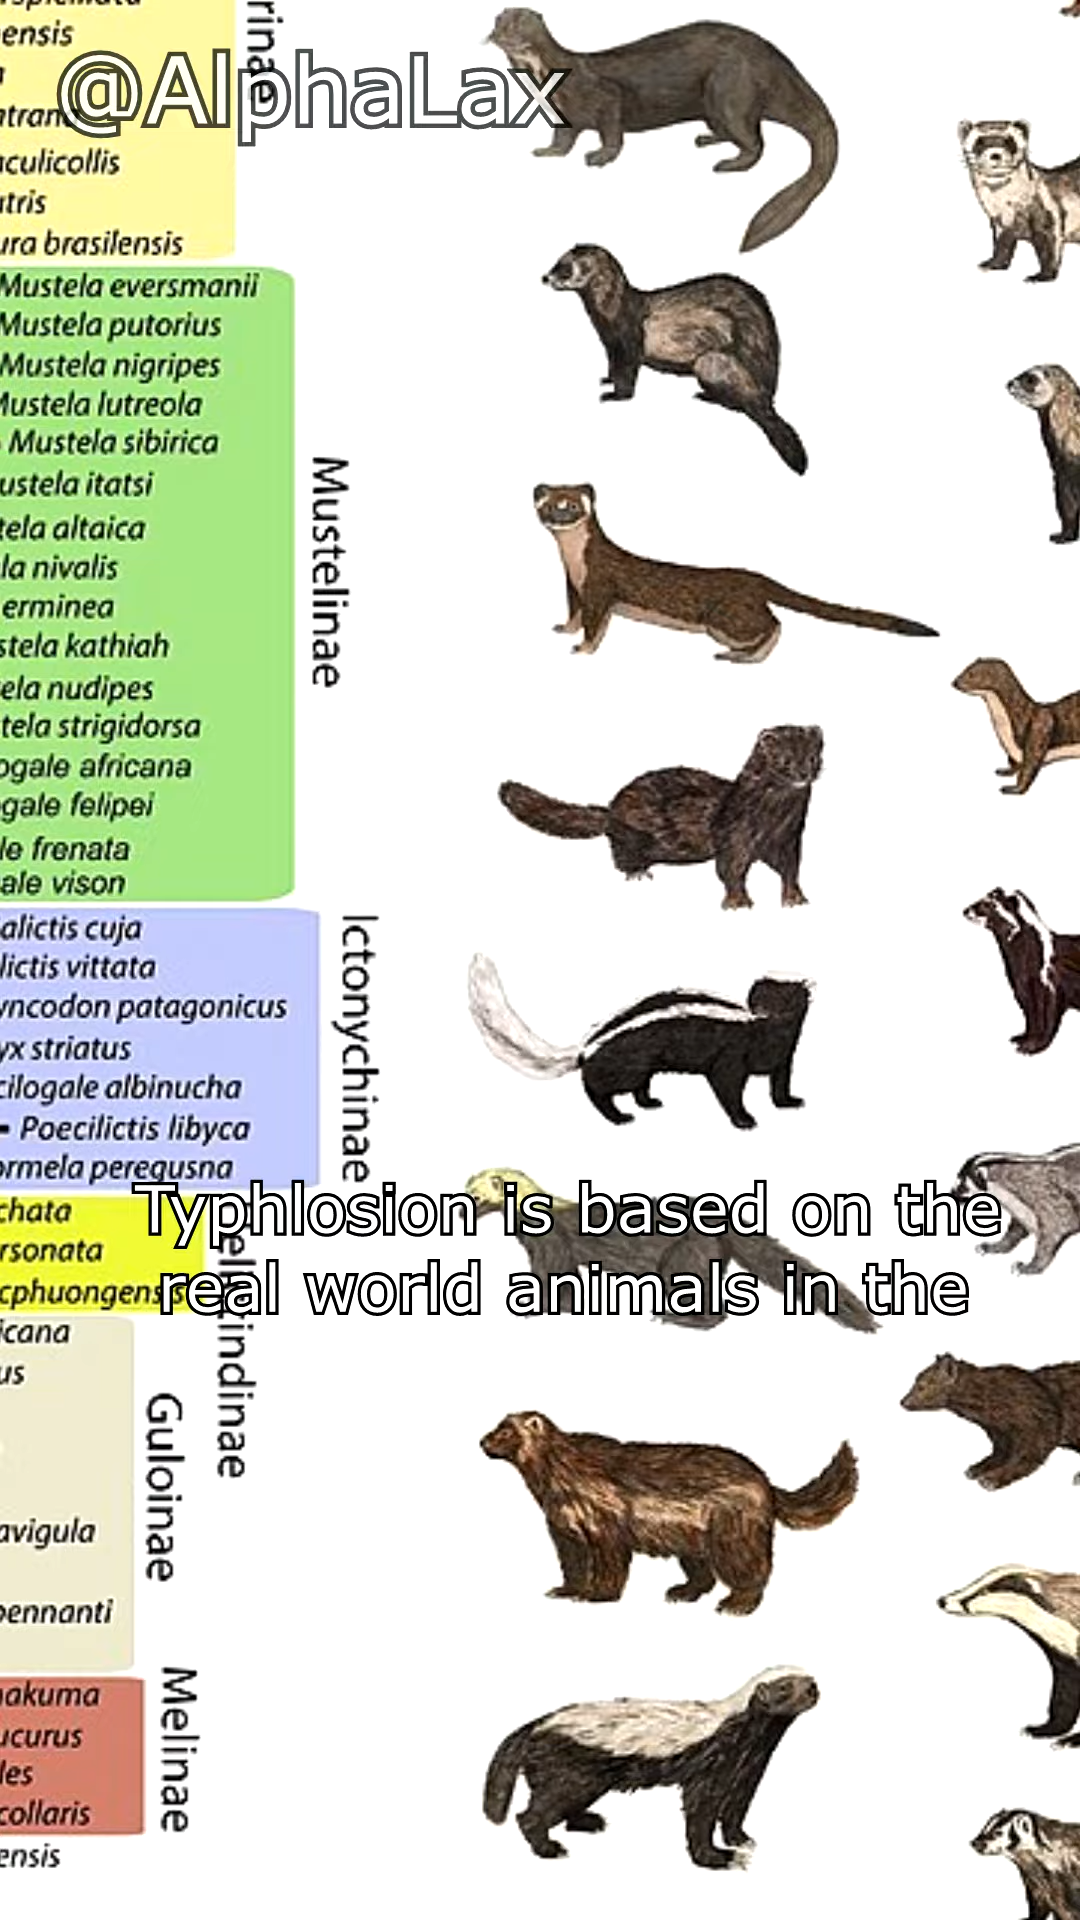 @AlphaLax
ensis
culicollis
tris
ura brasilensis
Mustela eversmanii
Mustela putorius
Mustela nigripes
Mustela lutreola
Mustela sibirica
ustela itatsi
tela altaica
la nivalis
erminea
stela kathiah
ela nudipes
tela strigidorsa
ogale africana
gale felipei
le frenata
ale vison
Mustelinae
alictis cuja
lictis vittata
yncodon patagonicus
yx striatus
cilogale albinucha
Poecilictis libyca
ormela peregusna
Ictonychinae
chata
rsonata
cphuongensis
Typhlosion is based on the
real world animals in the
icana
us
avigula
pennanti
Guloinae
akuma
ucurus
les
collaris
Melinae
ensis